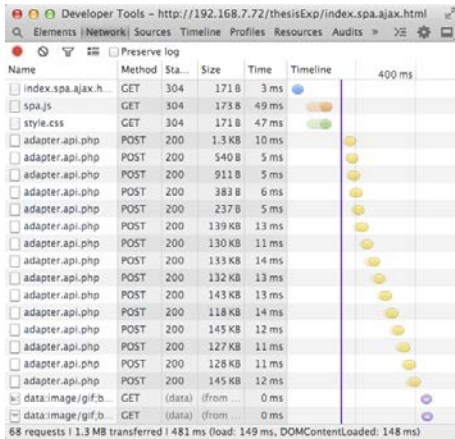 Developer Tools - http://192.168.7.72/thesisExp/index.spa.ajax.html
Elements Network Sources Timeline Profiles Resources Audits »
Preserve log
Name Method Sta... Size Time Timeline
400 ms
index.spa.ajax.h... GET 304 171 B 3 ms
spa.js GET 304 173 B 49 ms
style.css GET 304 171 B 47 ms
adapter.api.php POST 200 1.3 KB 10 ms
adapter.api.php POST 200 540 B 5 ms
adapter.api.php POST 200 911 B 5 ms
adapter.api.php POST 200 383 B 6 ms
adapter.api.php POST 200 237 B 5 ms
adapter.api.php POST 200 139 KB 13 ms
adapter.api.php POST 200 130 KB 11 ms
adapter.api.php POST 200 133 KB 14 ms
adapter.api.php POST 200 132 KB 13 ms
adapter.api.php POST 200 143 KB 13 ms
adapter.api.php POST 200 118 KB 14 ms
adapter.api.php POST 200 145 KB 12 ms
adapter.api.php POST 200 127 KB 11 ms
adapter.api.php POST 200 128 KB 11 ms
adapter.api.php POST 200 145 KB 12 ms
data:image/gif;b... GET (data) (from ... 0 ms
data:image/gif;b... GET (data) (from ... 0 ms
68 requests | 1.3 MB transferred | 481 ms (load: 149 ms, DOMContentLoaded: 148 ms)